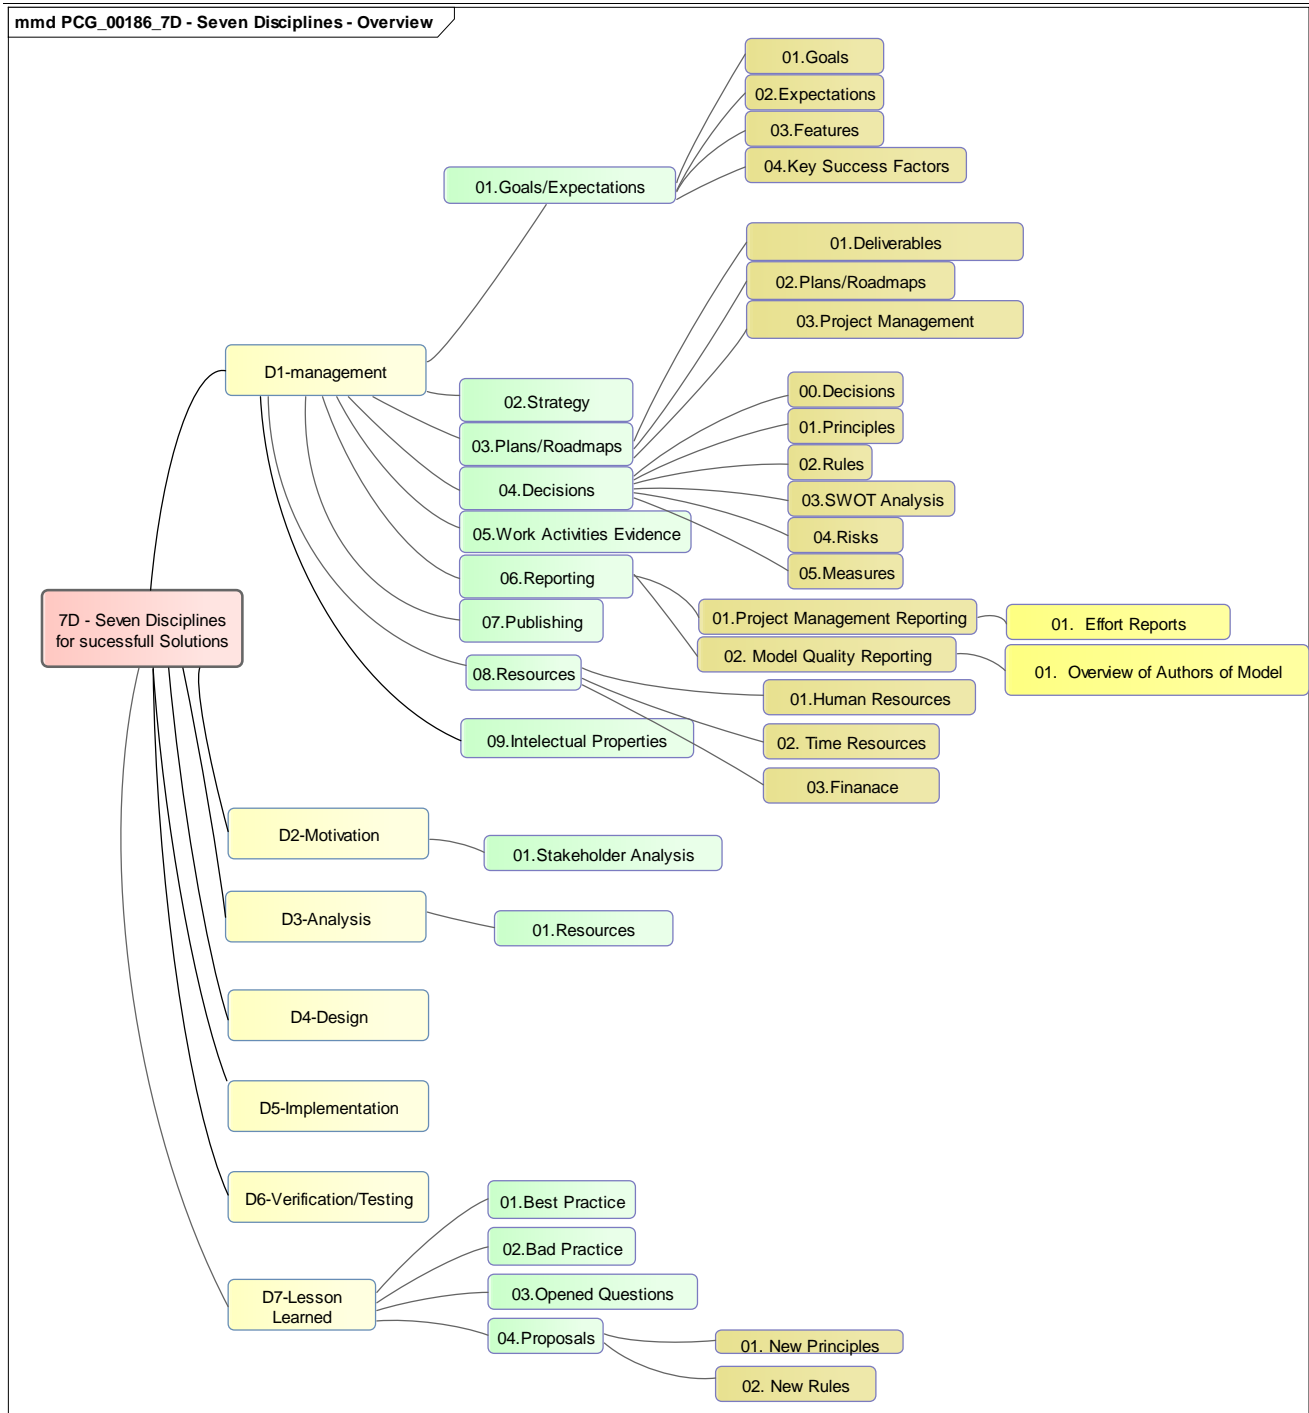 mmd PCG_00186_7D - Seven Disciplines - Overview
01.Goals
02.Expectations
03.Features
04.Key Success Factors
01.Goals/Expectations
01.Deliverables
02.Plans/Roadmaps
03.Project Management
D1-management
00.Decisions
02.Strategy
01.Principles
03.Plans/Roadmaps
02.Rules
04.Decisions
03.SWOT Analysis
05.Work Activities Evidence
04.Risks
06.Reporting
05.Measures
07.Publishing
01.Project Management Reporting
01. Effort Reports
7D - Seven Disciplines
for sucessfull Solutions
02. Model Quality Reporting
01. Overview of Authors of Model
08.Resources
01.Human Resources
09.Intelectual Properties
02. Time Resources
03.Finanace
D2-Motivation
01.Stakeholder Analysis
D3-Analysis
01.Resources
D4-Design
D5-Implementation
D6-Verification/Testing
01.Best Practice
02.Bad Practice
D7-Lesson
Learned
03.Opened Questions
04.Proposals
01. New Principles
02. New Rules